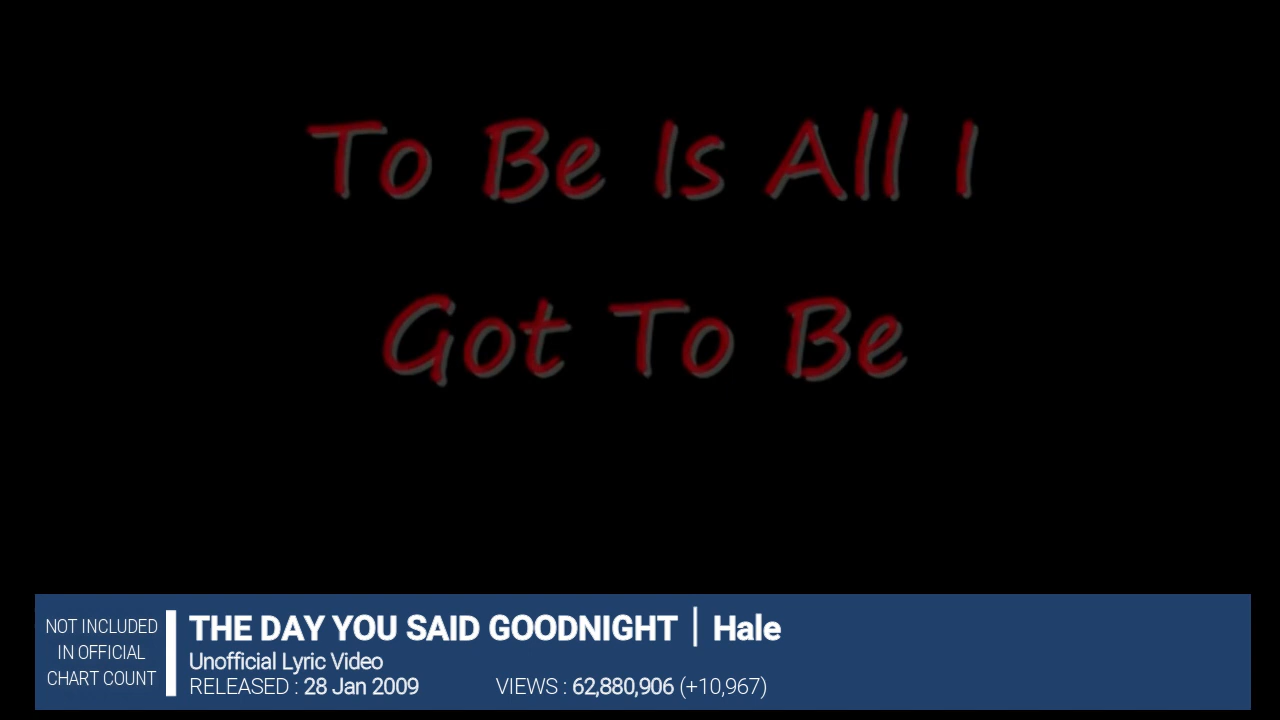 To Be Is All I
Got To Be
NOT INCLUDED
IN OFFICIAL
CHART COUNT
THE DAY YOU SAID GOODNIGHT | Hale
Unofficial Lyric Video
RELEASED : 28 Jan 2009 VIEWS : 62,880,906 (+10,967)